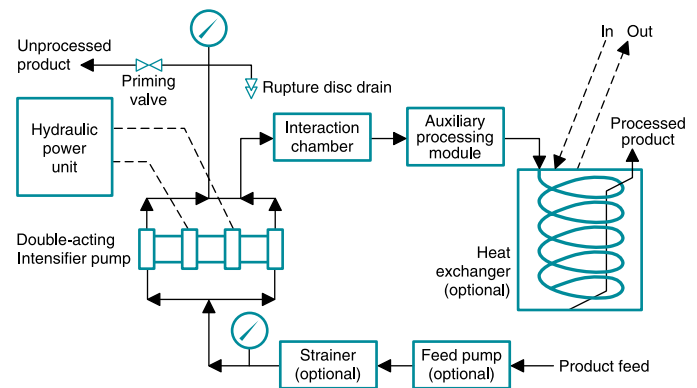 Unprocessed
product
Priming
valve
Rupture disc drain
In Out
Hydraulic
power
unit
Interaction
chamber
Auxiliary
processing
module
Processed
product
Double-acting
Intensifier pump
Heat
exchanger
(optional)
Strainer
(optional)
Feed pump
(optional)
Product feed